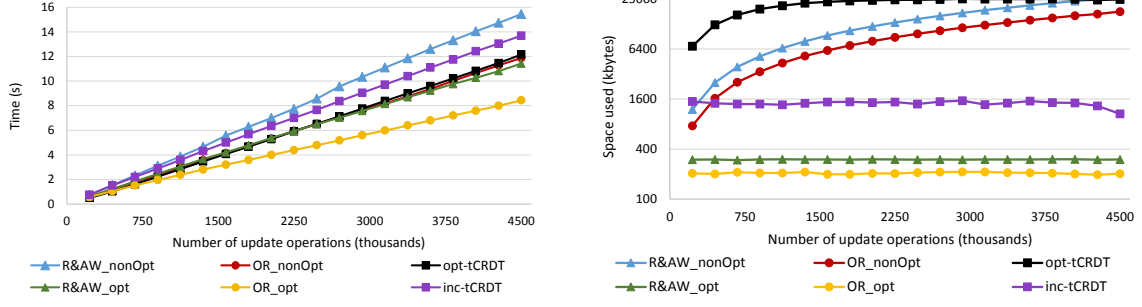 16
14
12
10
8
6
4
2
0
Time (s)
0 750 1500 2250 3000 3750 4500
Number of update operations (thousands)
R&AW_nonOpt OR_nonOpt opt-tCRDT
R&AW_opt OR_opt inc-tCRDT
6400
1600
400
100
Space used (kbytes)
0 750 1500 2250 3000 3750 4500
Number of update operations (thousands)
R&AW_nonOpt OR_nonOpt opt-tCRDT
R&AW_opt OR_opt inc-tCRDT